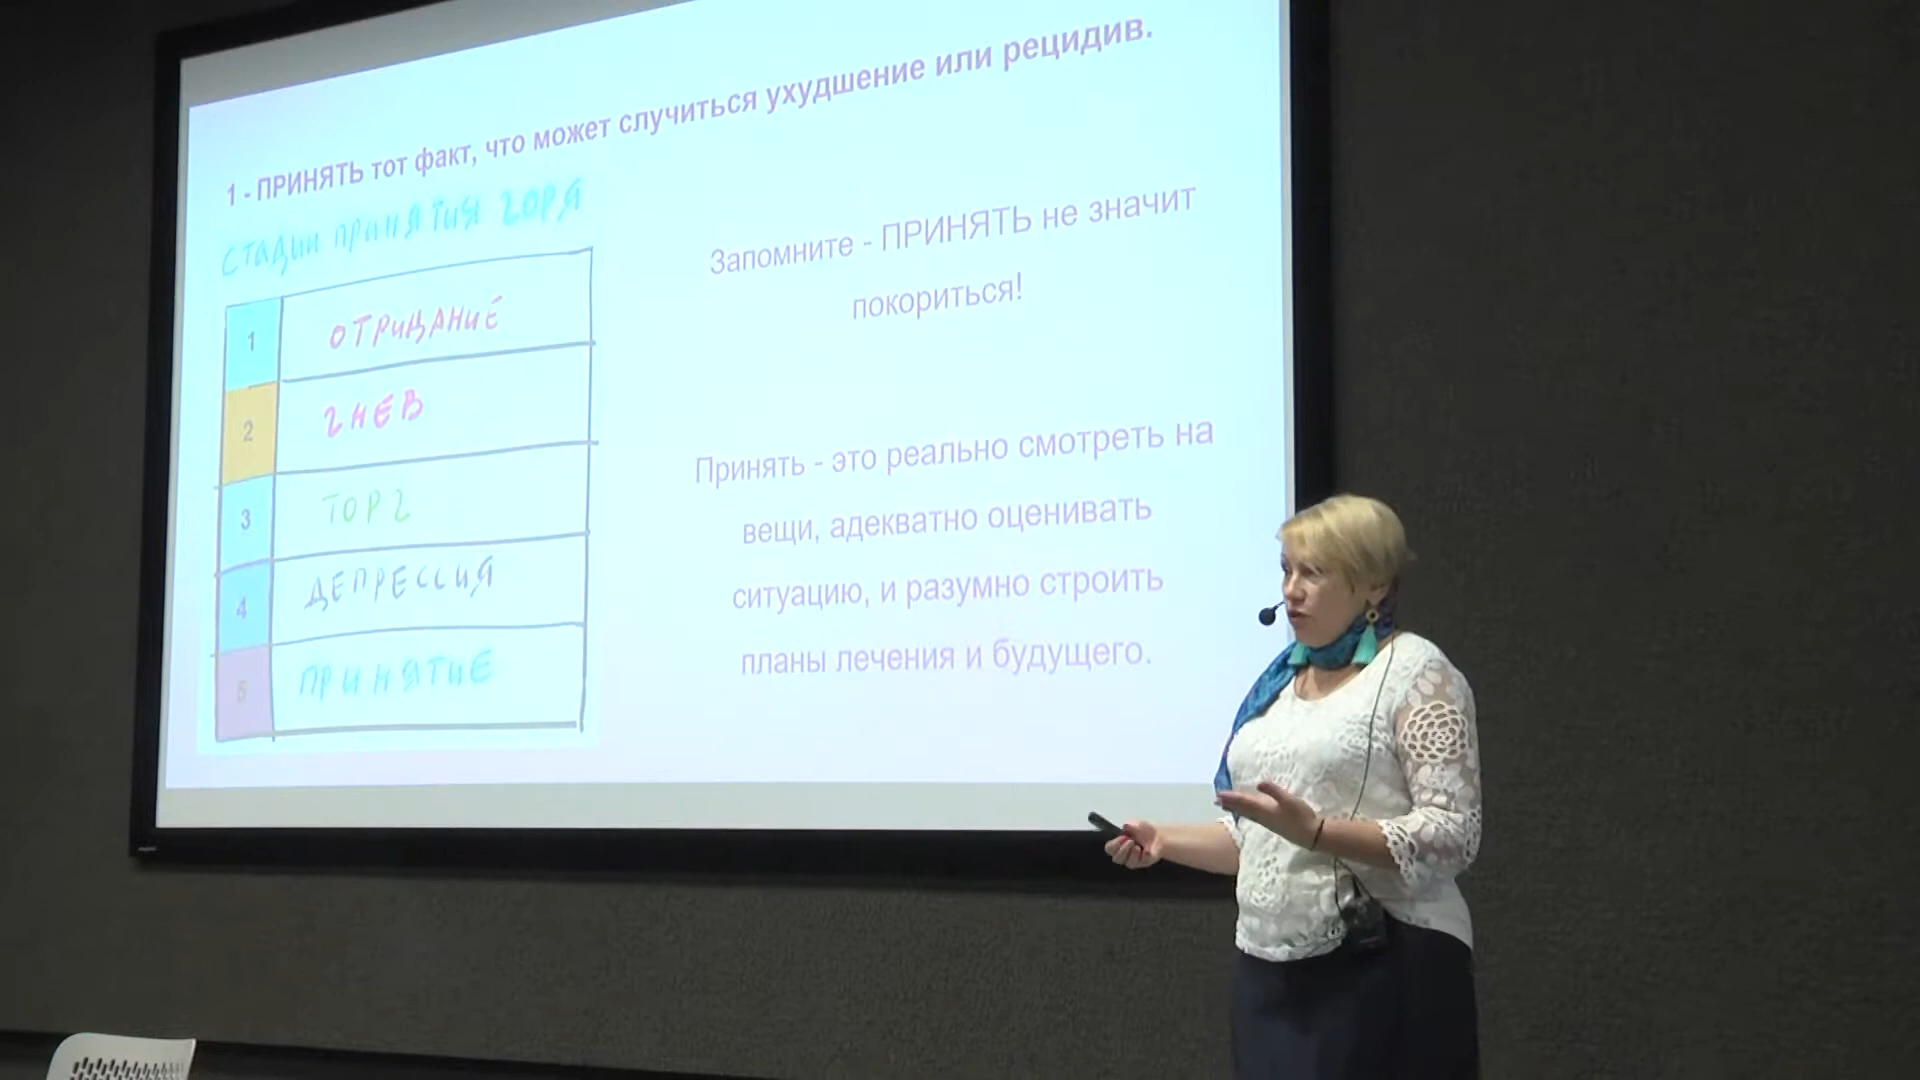 1 - ПРИНЯТЬ тот факт, что может случиться ухудшение или рецидив.
СТАДИИ ПРИНЯТИЯ ГОРЯ
1 ОТРИЦАНИЕ
2 ГНЕВ
3 ТОРГ
4 ДЕПРЕССИЯ
5 ПРИНЯТИЕ
Запомните - ПРИНЯТЬ не значит
покориться!
Принять - это реально смотреть на
вещи, адекватно оценивать
ситуацию, и разумно строить
планы лечения и будущего.